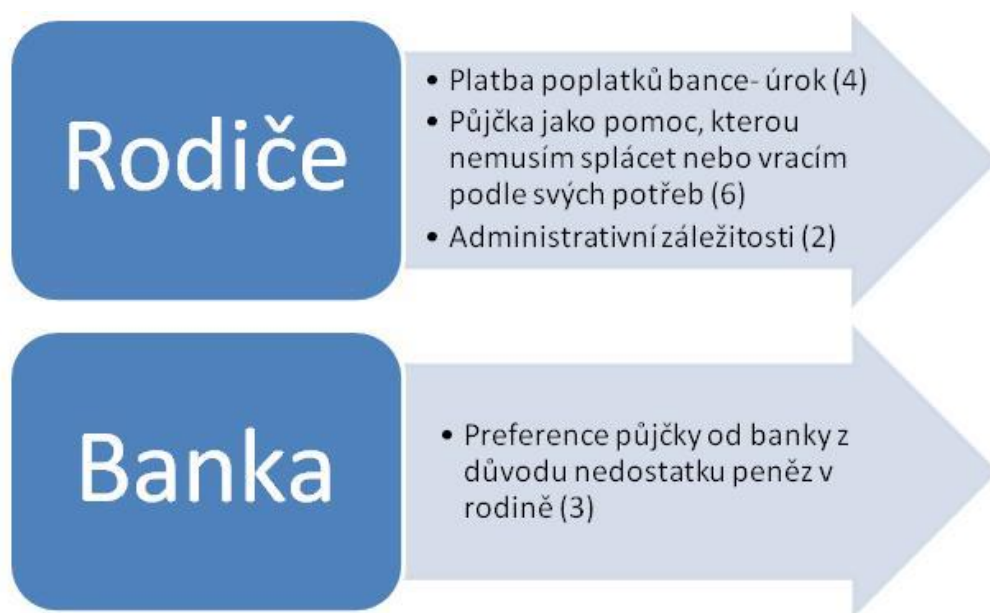 Rodiče
• Platba poplatků bance- úrok (4)
• Půjčka jako pomoc, kterou
nemusím splácet nebo vracím
podle svých potřeb (6)
• Administrativní záležitosti (2)
Banka
• Preference půjčky od banky z
důvodu nedostatku peněz v
rodině (3)